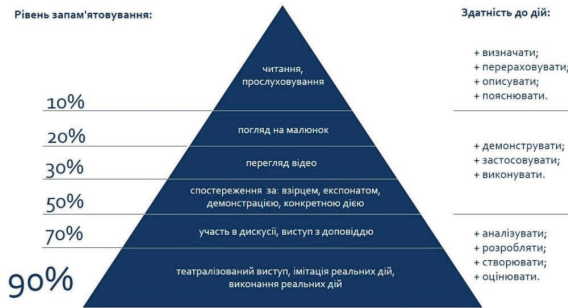 Рівень запам'ятовування:
Здатність до дій:
читання,
прослуховування
+ визначати;
+ перераховувати;
+ описувати;
+ пояснювати.
10%
погляд на малюнок
20%
перегляд відео
30%
+ демонструвати;
+ застосовувати;
+ виконувати.
спостереження за: взірцем, експонатом,
демонстрацією, конкретною дією
50%
участь в дискусії, виступ з доповіддю
70%
театралізований виступ, імітація реальних дій,
виконання реальних дій
90%
+ аналізувати;
+ розробляти;
+ створювати;
+ оцінювати.